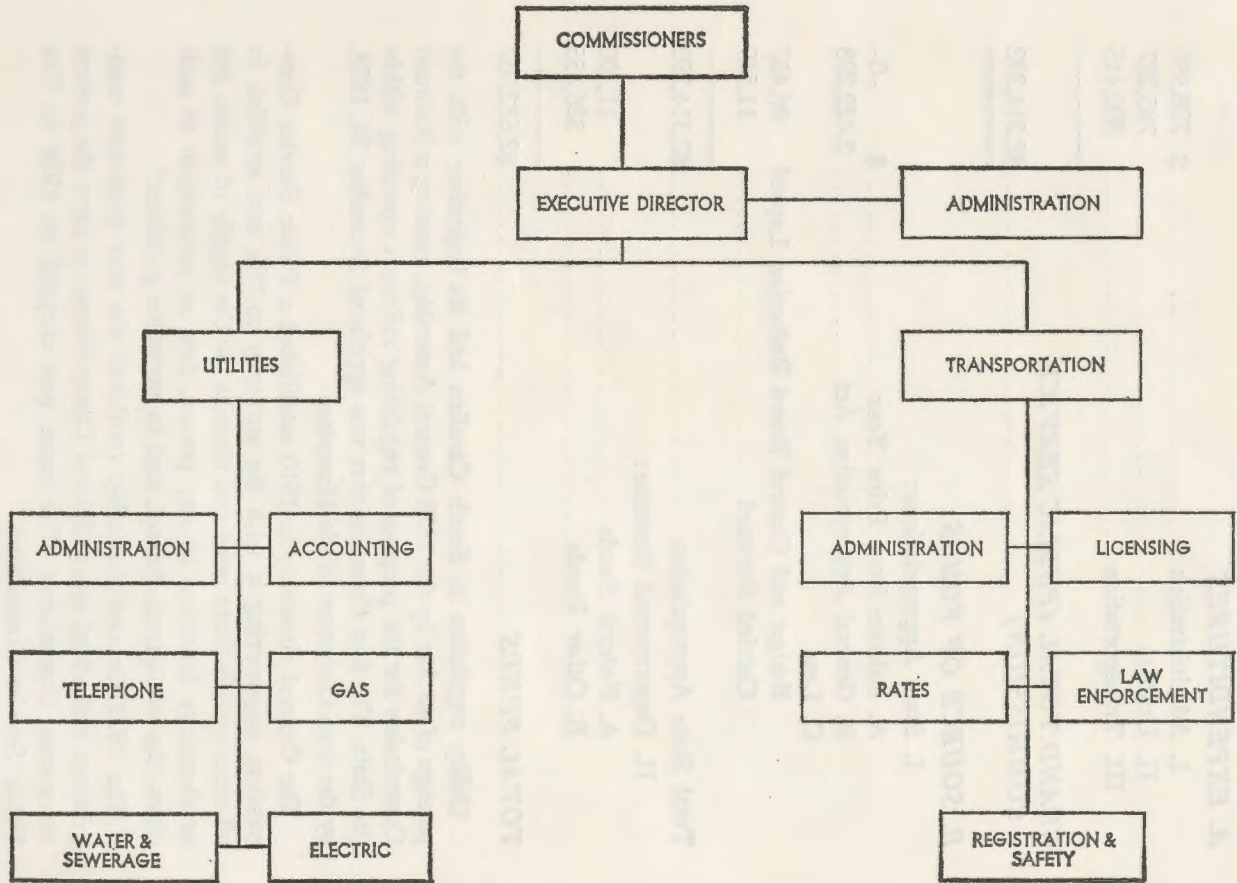 COMMISSIONERS
EXECUTIVE DIRECTOR
ADMINISTRATION
UTILITIES
TRANSPORTATION
ADMINISTRATION
ACCOUNTING
TELEPHONE
GAS
WATER &
SEWERAGE
ELECTRIC
ADMINISTRATION
LICENSING
RATES
LAW
ENFORCEMENT
REGISTRATION &
SAFETY